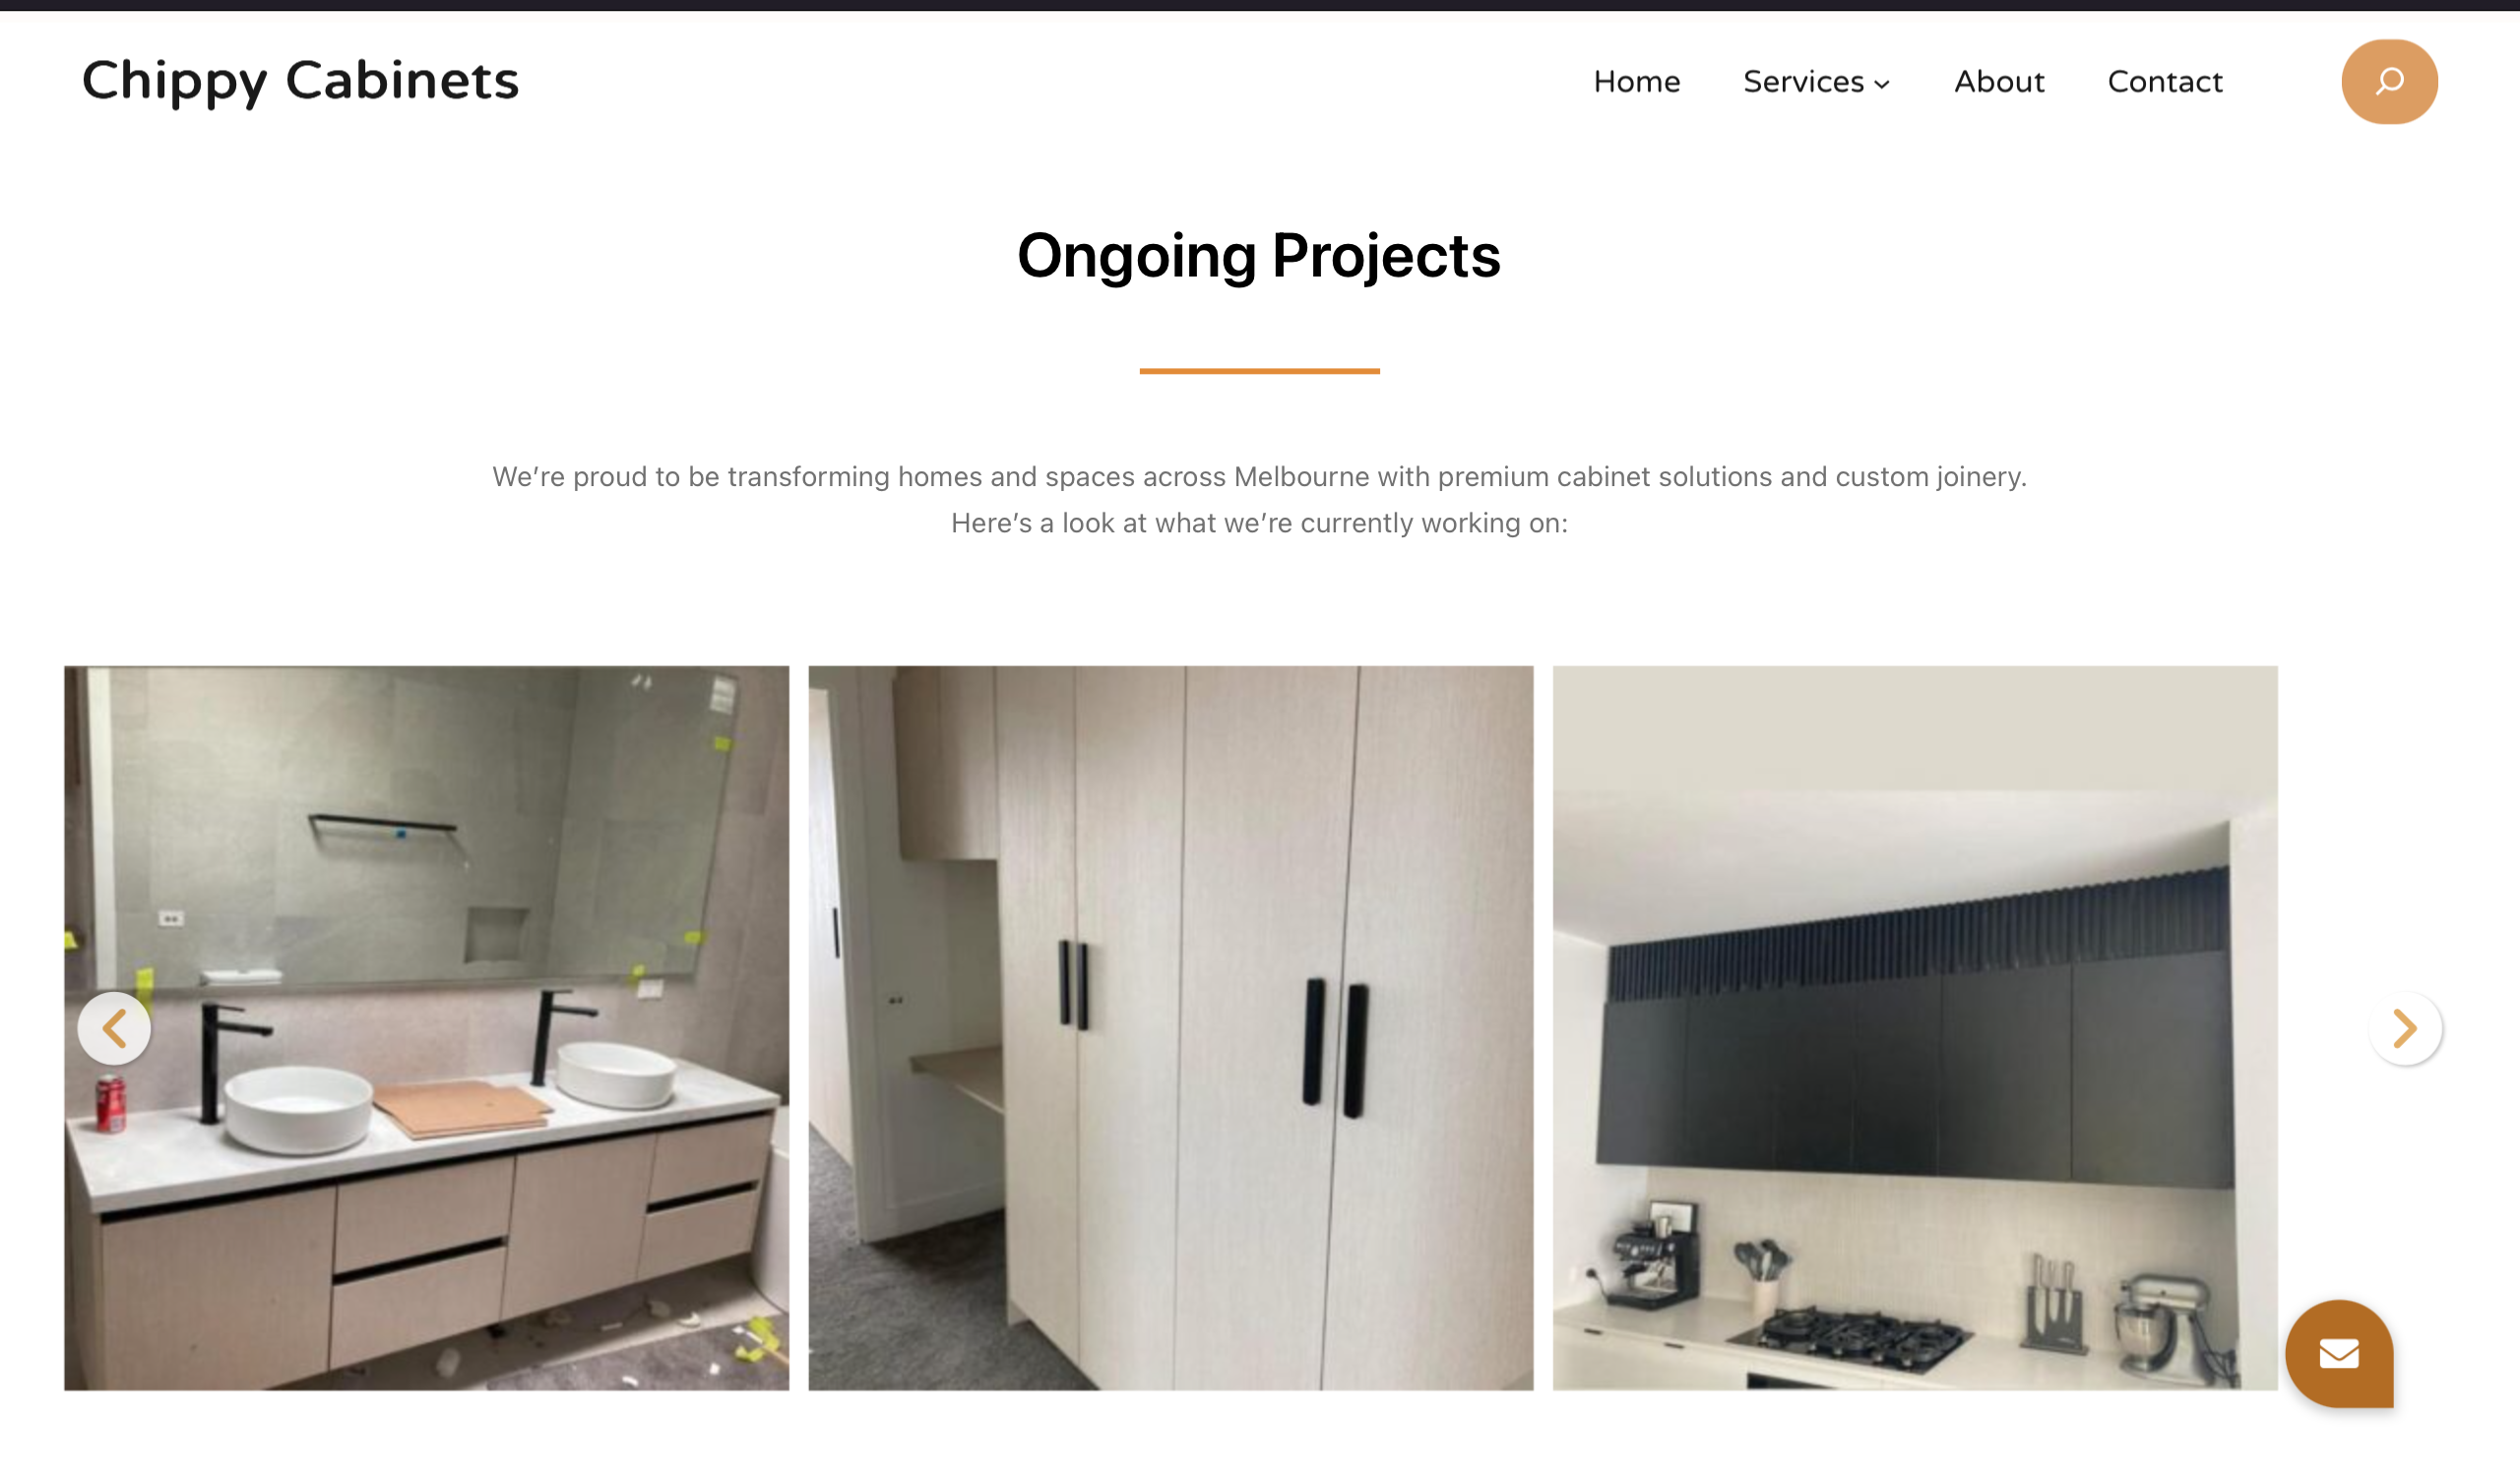 Chippy Cabinets
Home Services About Contact
Ongoing Projects
We’re proud to be transforming homes and spaces across Melbourne with premium cabinet solutions and custom joinery.
Here’s a look at what we’re currently working on: